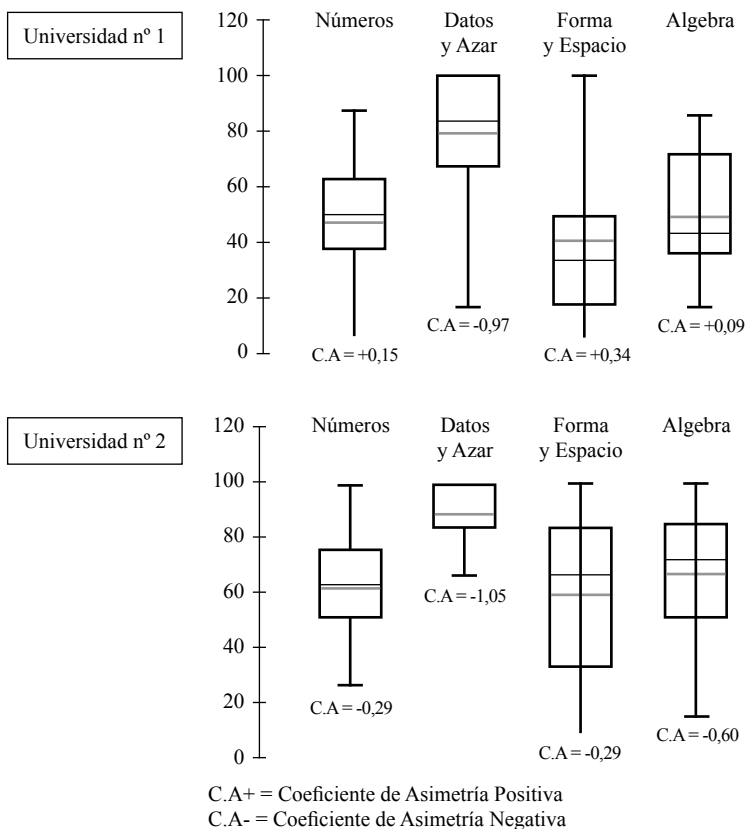 Universidad nº 1
Números
Datos
y Azar
Forma
y Espacio
Algebra
120
100
80
60
40
20
0
C.A = +0,15
C.A = -0,97
C.A = +0,34
C.A = +0,09
Universidad nº 2
Números
Datos
y Azar
Forma
y Espacio
Algebra
120
100
80
60
40
20
0
C.A = -0,29
C.A = -1,05
C.A = -0,29
C.A = -0,60
C.A+ = Coeficiente de Asimetría Positiva
C.A- = Coeficiente de Asimetría Negativa